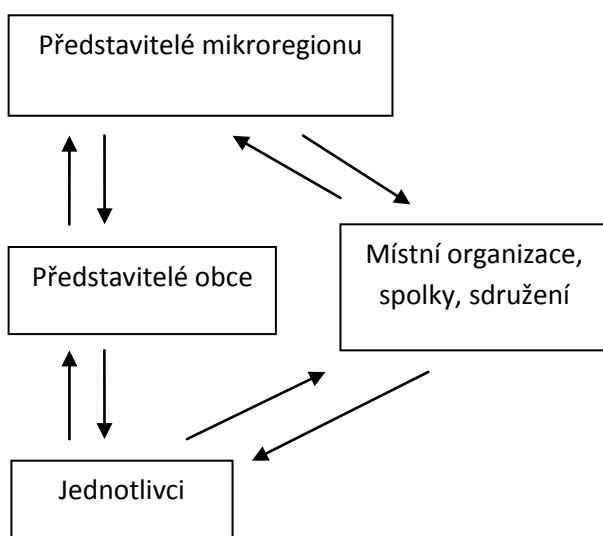 Představitelé mikroregionu
Představitelé obce
Místní organizace,
spolky, sdružení
Jednotlivci